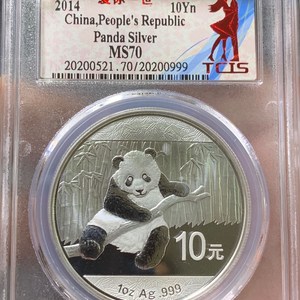 2014 10Yn
China,People's Republic
Panda Silver
MS70
20200521.70/20200999
TCIS
10元
1oz Ag .999